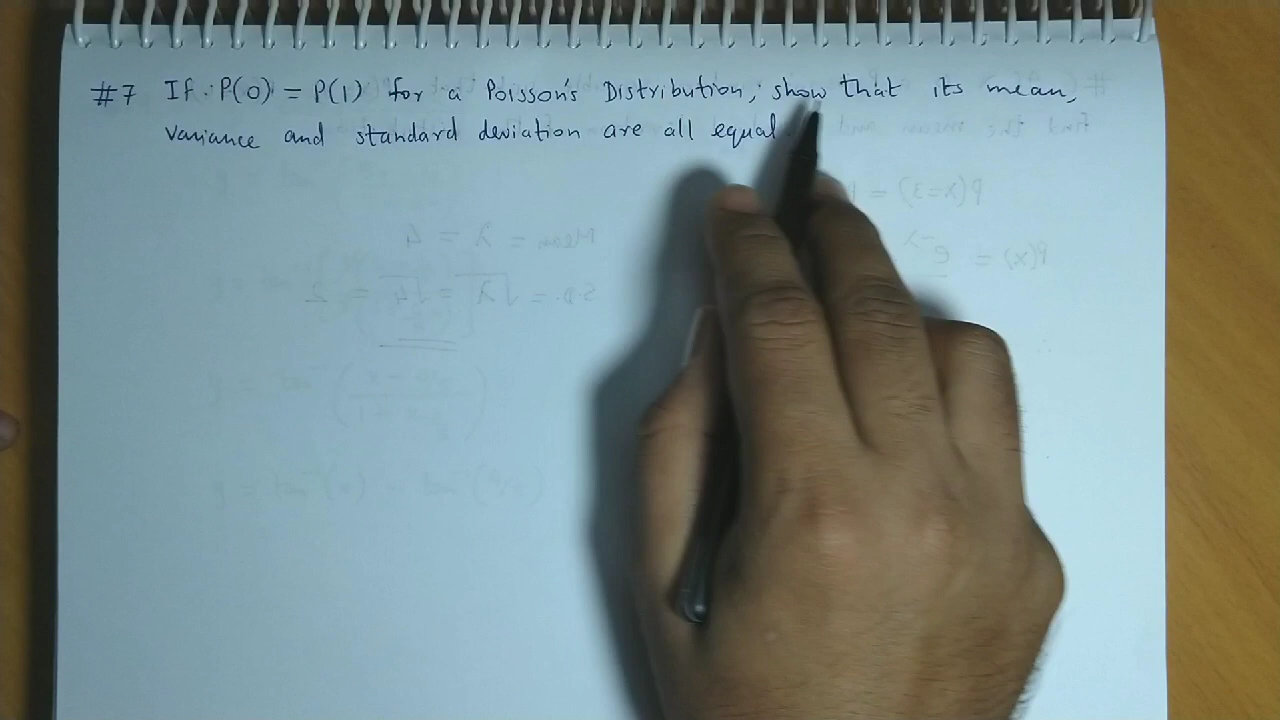 #7 If P(0) = P(1) for a Poisson's Distribution, show that its mean,
variance and standard deviation are all equal.